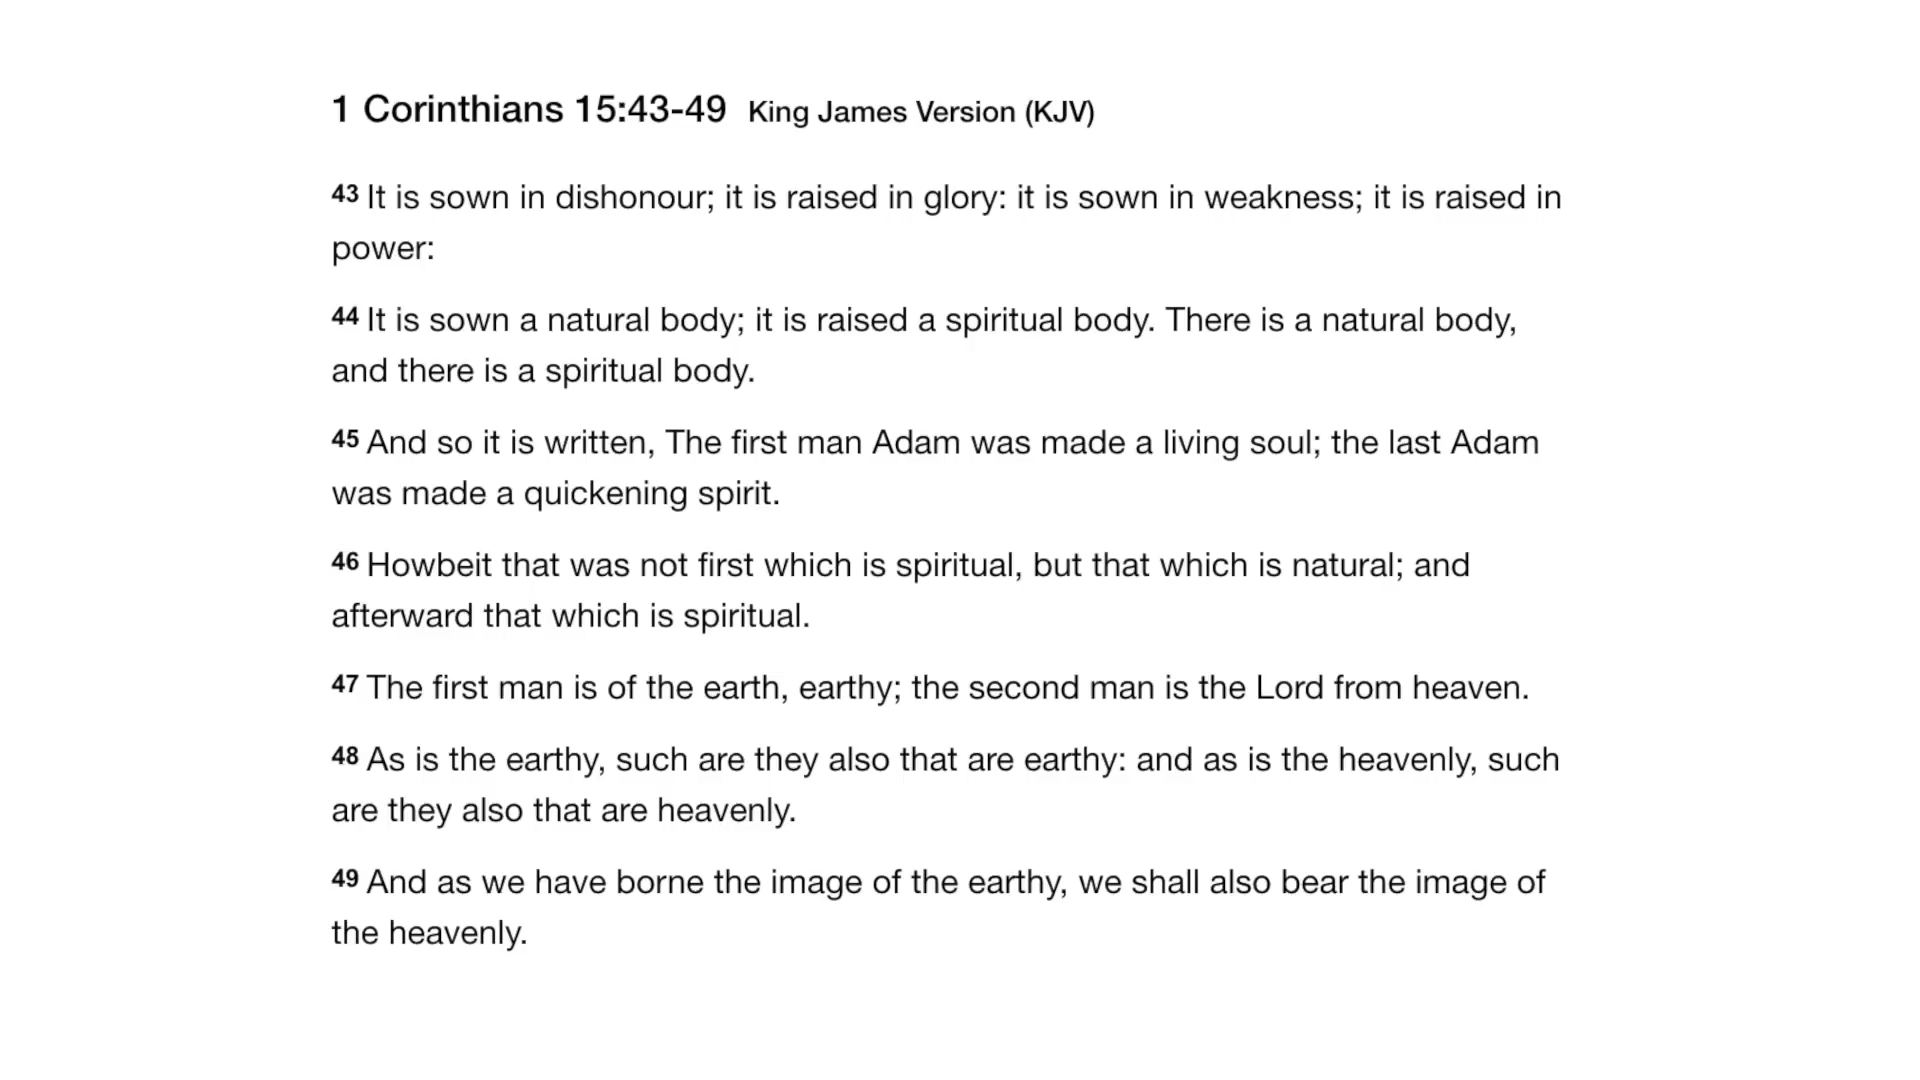 1 Corinthians 15:43-49 King James Version (KJV)
43 It is sown in dishonour; it is raised in glory: it is sown in weakness; it is raised in
power:
44 It is sown a natural body; it is raised a spiritual body. There is a natural body,
and there is a spiritual body.
45 And so it is written, The first man Adam was made a living soul; the last Adam
was made a quickening spirit.
46 Howbeit that was not first which is spiritual, but that which is natural; and
afterward that which is spiritual.
47 The first man is of the earth, earthy; the second man is the Lord from heaven.
48 As is the earthy, such are they also that are earthy: and as is the heavenly, such
are they also that are heavenly.
49 And as we have borne the image of the earthy, we shall also bear the image of
the heavenly.